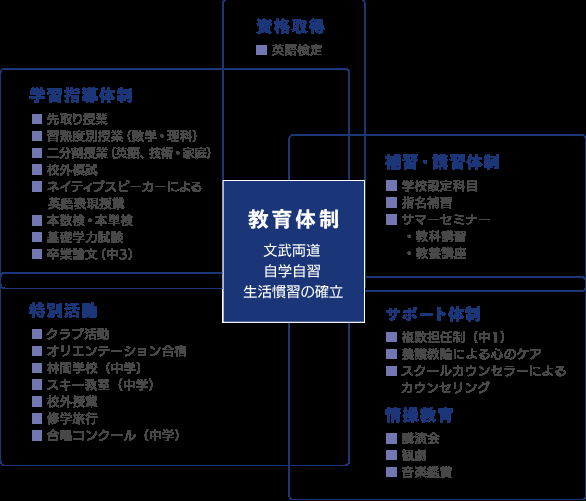 資格取得
■ 英語検定
学習指導体制
■ 先取り授業
■ 習熟度別授業（数学・理科）
■ 二分割授業（英語、技術・家庭）
■ 校外模試
■ ネイティブスピーカーによる
英語表現授業
■ 本数検・本単検
■ 基礎学力試験
■ 卒業論文（中3）
補習・講習体制
■ 学校設定科目
■ 指名補習
■ サマーセミナー
・教科講習
・教養講座
教育体制
文武両道
自学自習
生活慣習の確立
特別活動
■ クラブ活動
■ オリエンテーション合宿
■ 林間学校（中学）
■ スキー教室（中学）
■ 校外授業
■ 修学旅行
■ 合唱コンクール（中学）
サポート体制
■ 複数担任制（中1）
■ 養護教諭による心のケア
■ スクールカウンセラーによる
カウンセリング
情操教育
■ 講演会
■ 観劇
■ 音楽鑑賞